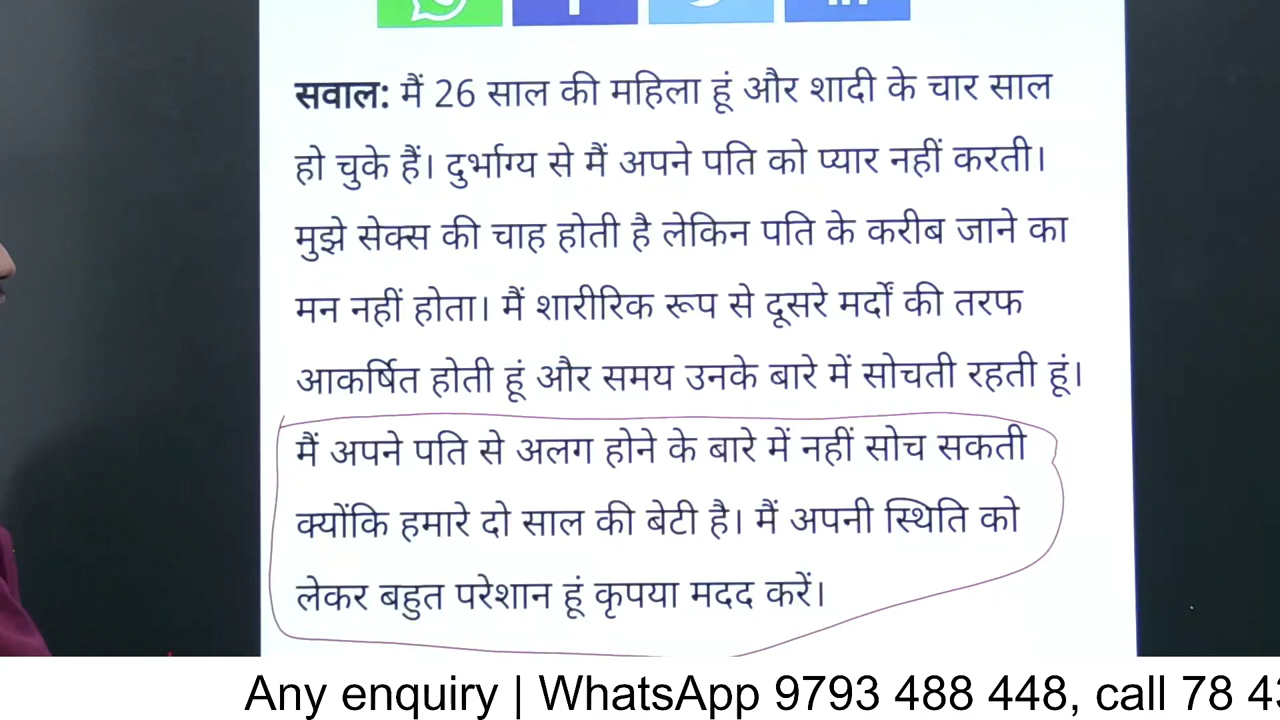 सवाल: मैं 26 साल की महिला हूं और शादी के चार साल
हो चुके हैं। दुर्भाग्य से मैं अपने पति को प्यार नहीं करती।
मुझे सेक्स की चाह होती है लेकिन पति के करीब जाने का
मन नहीं होता। मैं शारीरिक रूप से दूसरे मर्दों की तरफ
आकर्षित होती हूं और समय उनके बारे में सोचती रहती हूं।
मैं अपने पति से अलग होने के बारे में नहीं सोच सकती
क्योंकि हमारे दो साल की बेटी है। मैं अपनी स्थिति को
लेकर बहुत परेशान हूं कृपया मदद करें।
Any enquiry | WhatsApp 9793 488 448, call 78 43